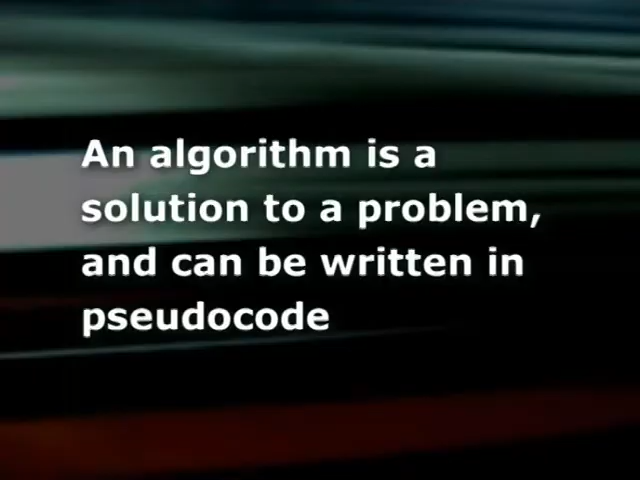 An algorithm is a
solution to a problem,
and can be written in
pseudocode